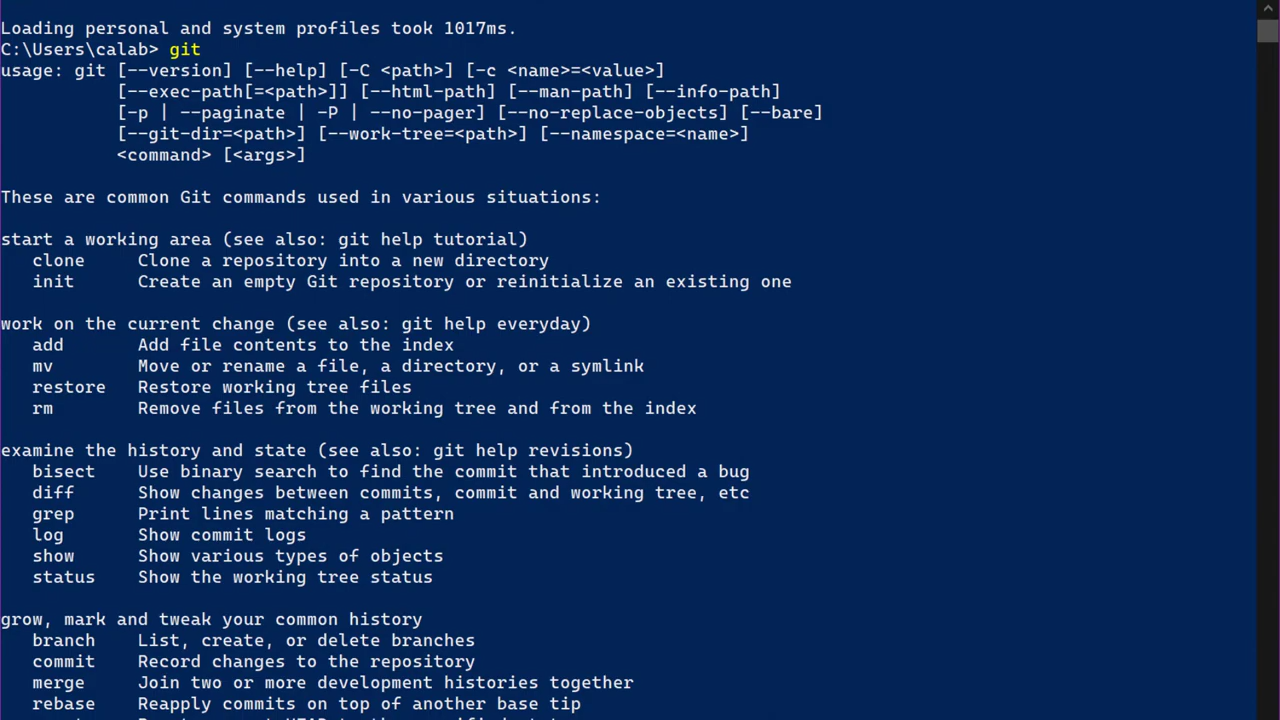 Loading personal and system profiles took 1017ms.
C:\Users\calab> git
usage: git [--version] [--help] [-C <path>] [-c <name>=<value>]
           [--exec-path[=<path>]] [--html-path] [--man-path] [--info-path]
           [-p | --paginate | -P | --no-pager] [--no-replace-objects] [--bare]
           [--git-dir=<path>] [--work-tree=<path>] [--namespace=<name>]
           <command> [<args>]

These are common Git commands used in various situations:

start a working area (see also: git help tutorial)
   clone     Clone a repository into a new directory
   init      Create an empty Git repository or reinitialize an existing one

work on the current change (see also: git help everyday)
   add       Add file contents to the index
   mv        Move or rename a file, a directory, or a symlink
   restore   Restore working tree files
   rm        Remove files from the working tree and from the index

examine the history and state (see also: git help revisions)
   bisect    Use binary search to find the commit that introduced a bug
   diff      Show changes between commits, commit and working tree, etc
   grep      Print lines matching a pattern
   log       Show commit logs
   show      Show various types of objects
   status    Show the working tree status

grow, mark and tweak your common history
   branch    List, create, or delete branches
   commit    Record changes to the repository
   merge     Join two or more development histories together
   rebase    Reapply commits on top of another base tip